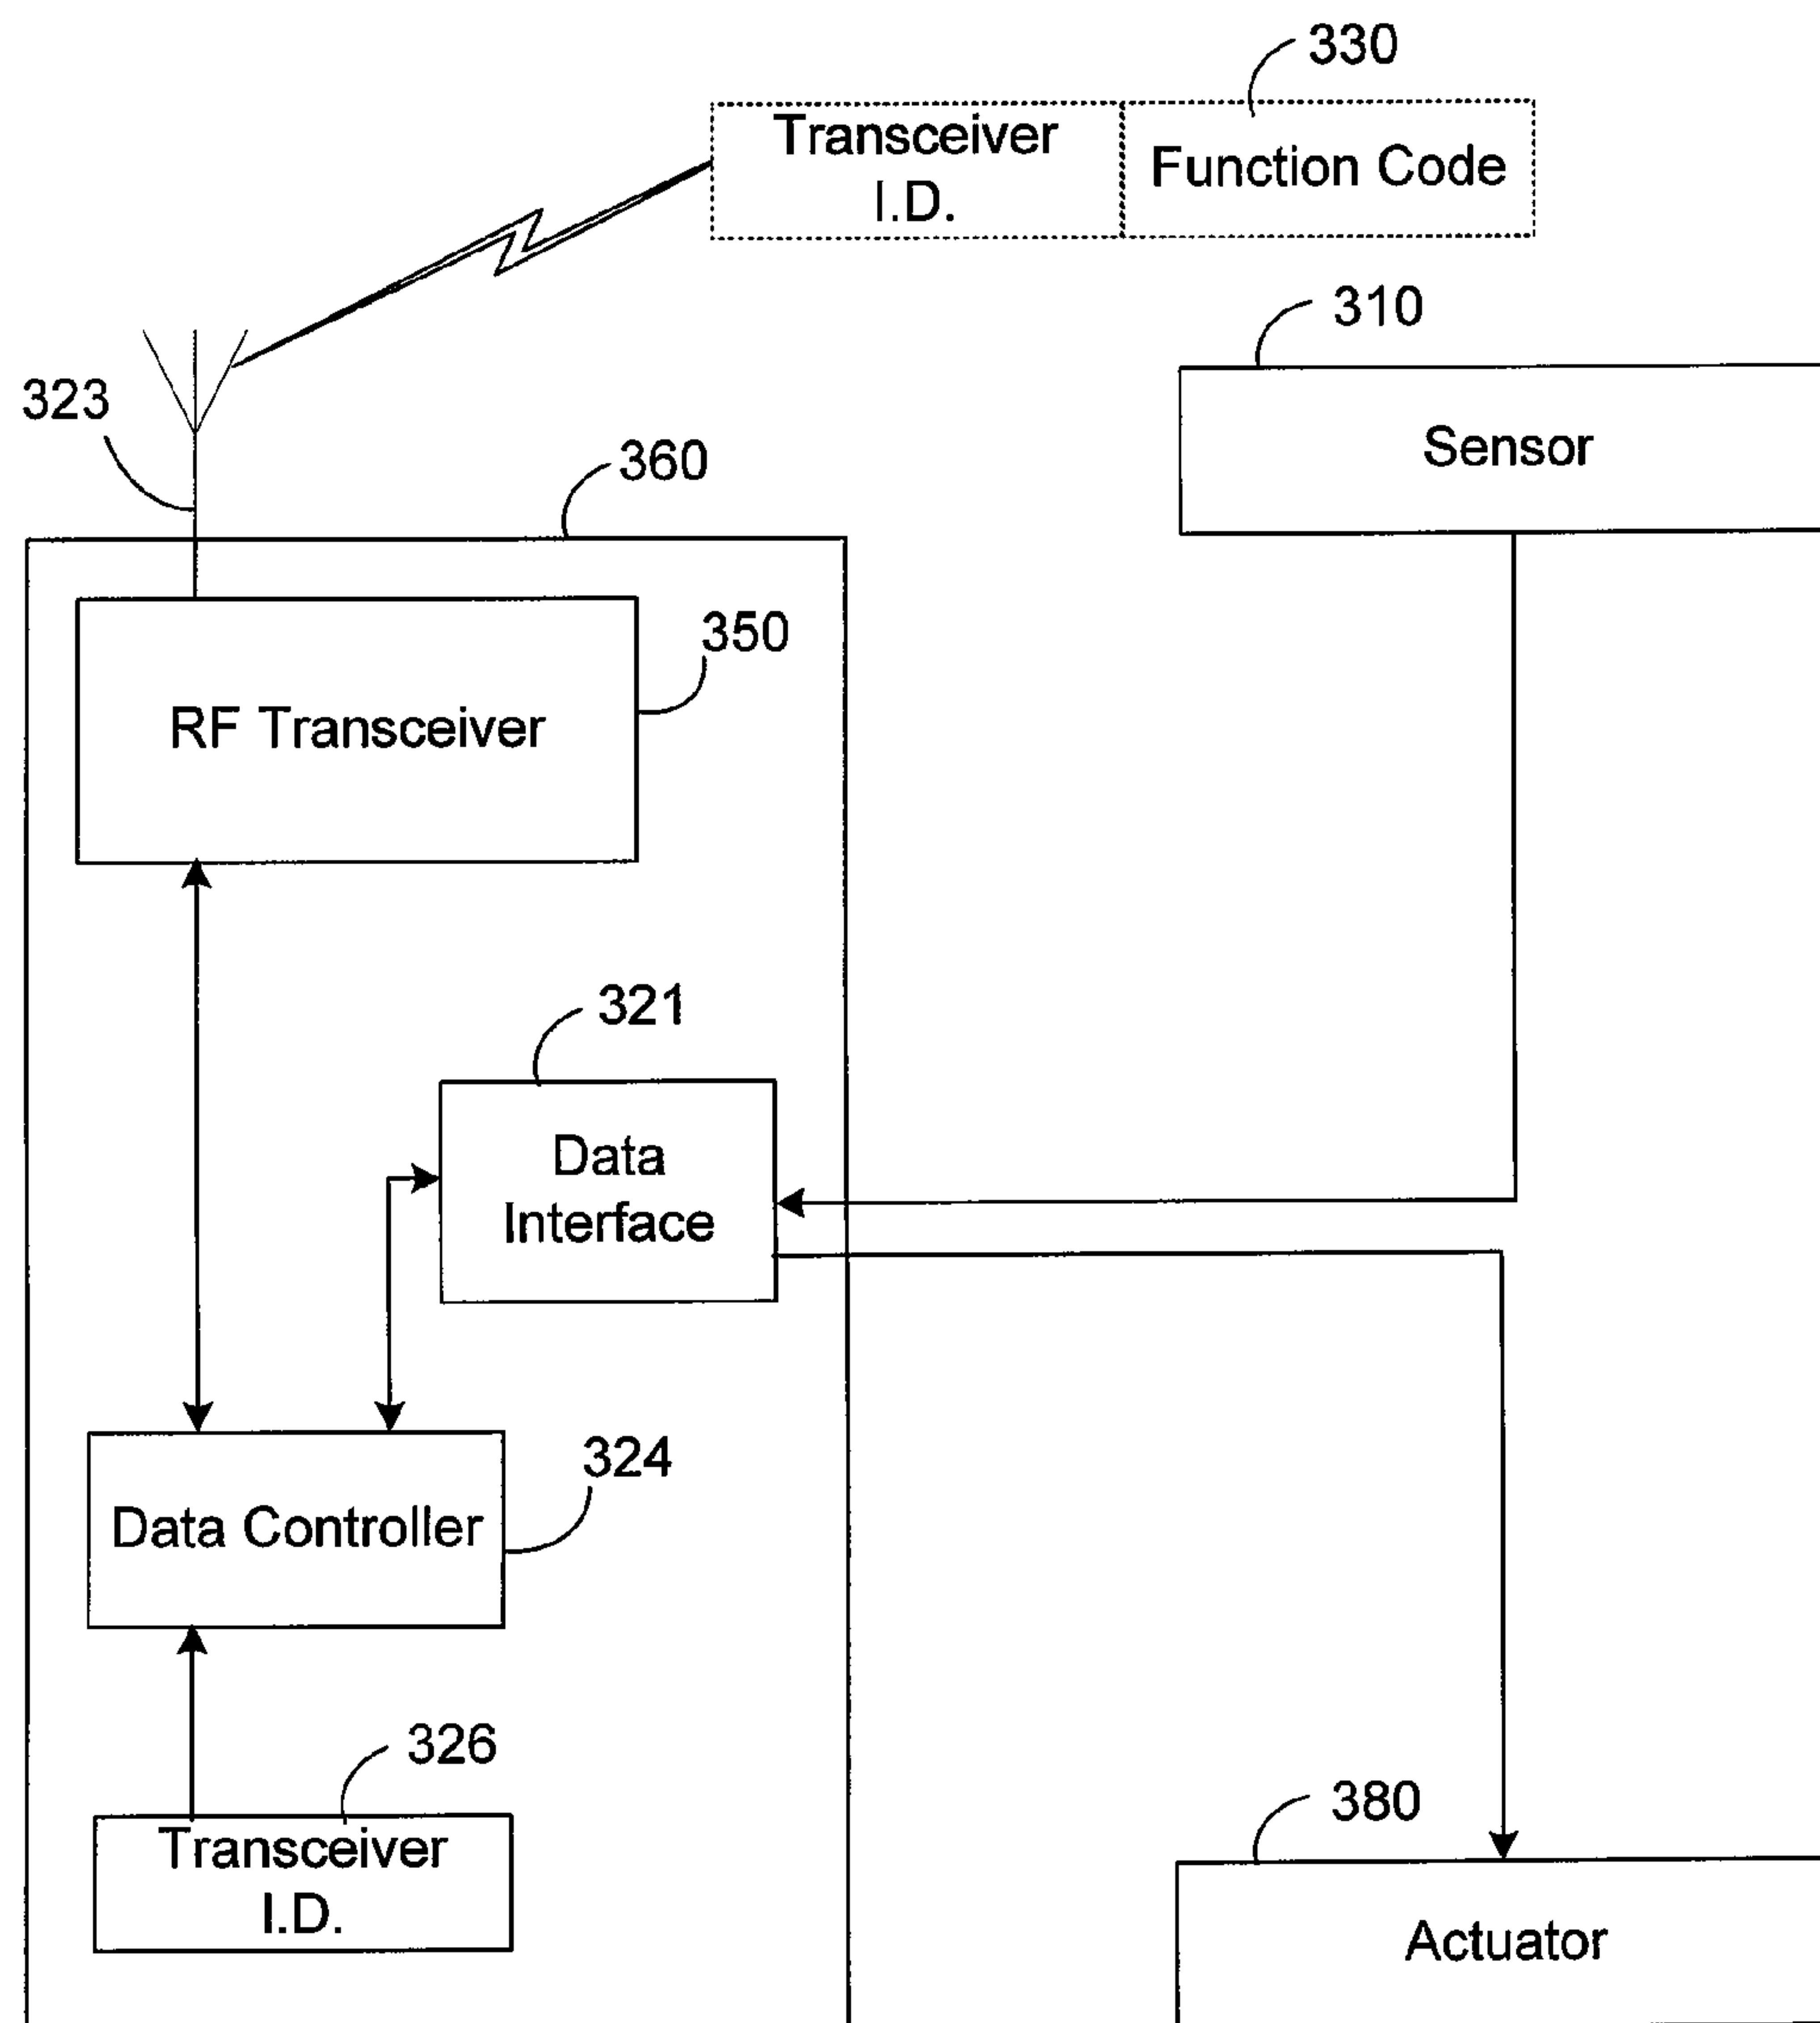 330
Transceiver
I.D.
Function Code
310
Sensor
323
360
350
RF Transceiver
321
Data
Interface
324
Data Controller
326
Transceiver
I.D.
380
Actuator